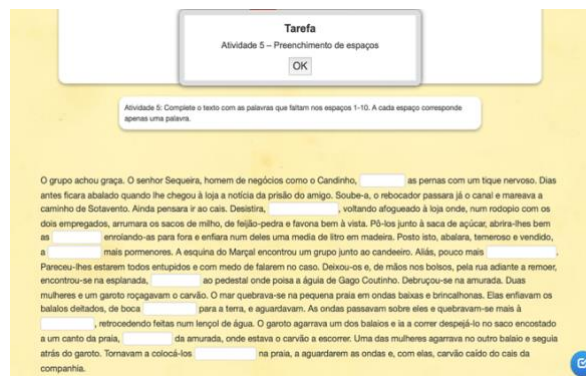 Tarefa
Atividade 5 – Preenchimento de espaços
OK
Atividade 5: Complete o texto com as palavras que faltam nos espaços 1-10. A cada espaço corresponde
apenas uma palavra.
O grupo achou graça. O senhor Sequeira, homem de negócios como o Candinho, as pernas com um tique nervoso. Dias
antes ficara abalado quando lhe chegou à loja a notícia da prisão do amigo. Soube-a, o rebocador passara já o canal e mareava a
caminho de Sotavento. Ainda pensara ir ao cais. Desistira, , voltando afogueado à loja onde, num rodopio com os
dois empregados, arrumara os sacos de milho, de feijão-pedra e favona bem à vista. Pô-los junto à saca de açúcar, abrira-lhes bem
as enrolando-as para fora e enfiara num deles uma media de litro em madeira. Posto isto, abalara, temeroso e vendido,
a mais pormenores. A esquina do Marçal encontrou um grupo junto ao candeeiro. Aliás, pouco mais .
Pareceu-lhes estarem todos entupidos e com medo de falarem no caso. Deixou-os e, de mãos nos bolsos, pela rua adiante a remoer,
encontrou-se na esplanada, ao pedestal onde poisa a águia de Gago Coutinho. Debruçou-se na amurada. Duas
mulheres e um garoto roçagavam o carvão. O mar quebrava-se na pequena praia em ondas baixas e brincalhonas. Elas enfiavam os
balaios deitados, de boca para a terra, e aguardavam. As ondas passavam sobre eles e quebravam-se mais à
, retrocedendo feitas num lençol de água. O garoto agarrava um dos balaios e is a correr despejá-lo no saco encostado
a um canto da praia, da amurada, onde estava o carvão a escorrer. Uma das mulheres agarrava no outro balaio e seguia
atrás do garoto. Tornavam a colocá-los na praia, a aguardarem as ondas e, com elas, carvão caído do cais da
companhia.